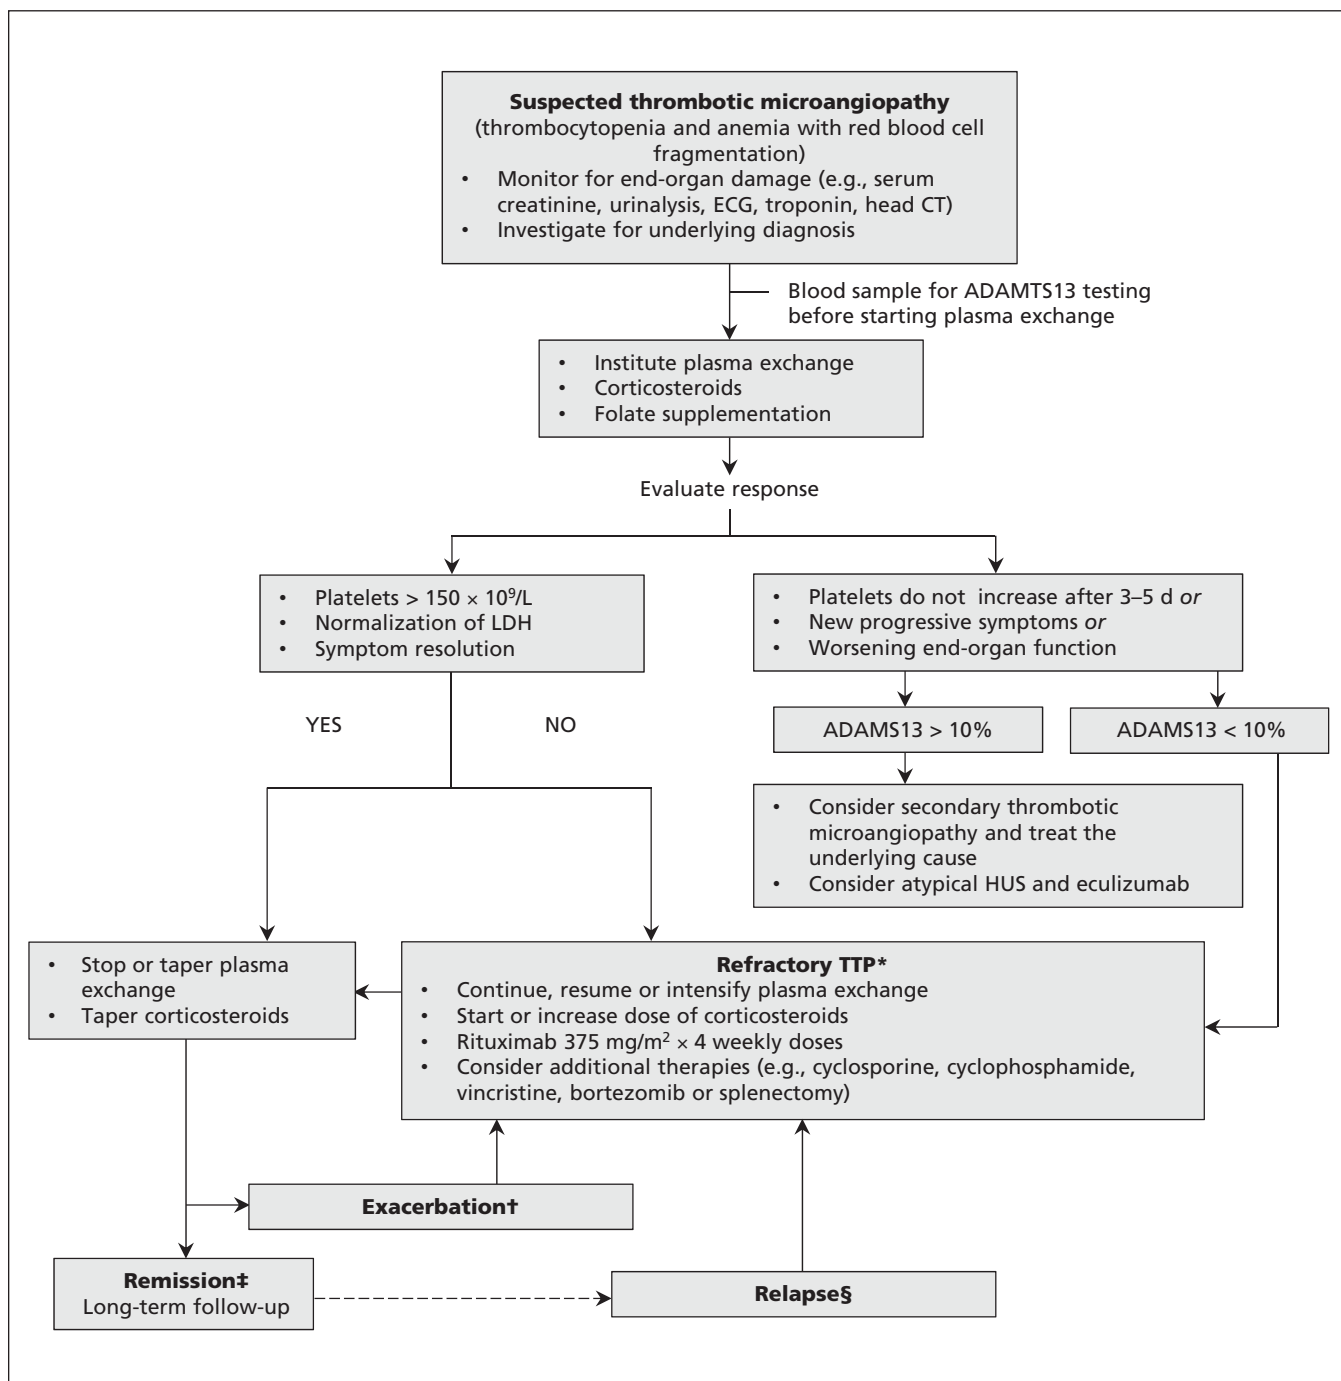 Suspected thrombotic microangiopathy
(thrombocytopenia and anemia with red blood cell
fragmentation)
• Monitor for end-organ damage (e.g., serum
creatinine, urinalysis, ECG, troponin, head CT)
• Investigate for underlying diagnosis
Blood sample for ADAMTS13 testing
before starting plasma exchange
• Institute plasma exchange
• Corticosteroids
• Folate supplementation
Evaluate response
• Platelets > 150 × 10⁹/L
• Normalization of LDH
• Symptom resolution
• Platelets do not increase after 3–5 d or
• New progressive symptoms or
• Worsening end-organ function
YES
NO
ADAMS13 > 10%
ADAMS13 < 10%
• Consider secondary thrombotic
microangiopathy and treat the
underlying cause
• Consider atypical HUS and eculizumab
• Stop or taper plasma
exchange
• Taper corticosteroids
Refractory TTP*
• Continue, resume or intensify plasma exchange
• Start or increase dose of corticosteroids
• Rituximab 375 mg/m² × 4 weekly doses
• Consider additional therapies (e.g., cyclosporine, cyclophosphamide,
vincristine, bortezomib or splenectomy)
Exacerbation†
Remission‡
Long-term follow-up
Relapse§